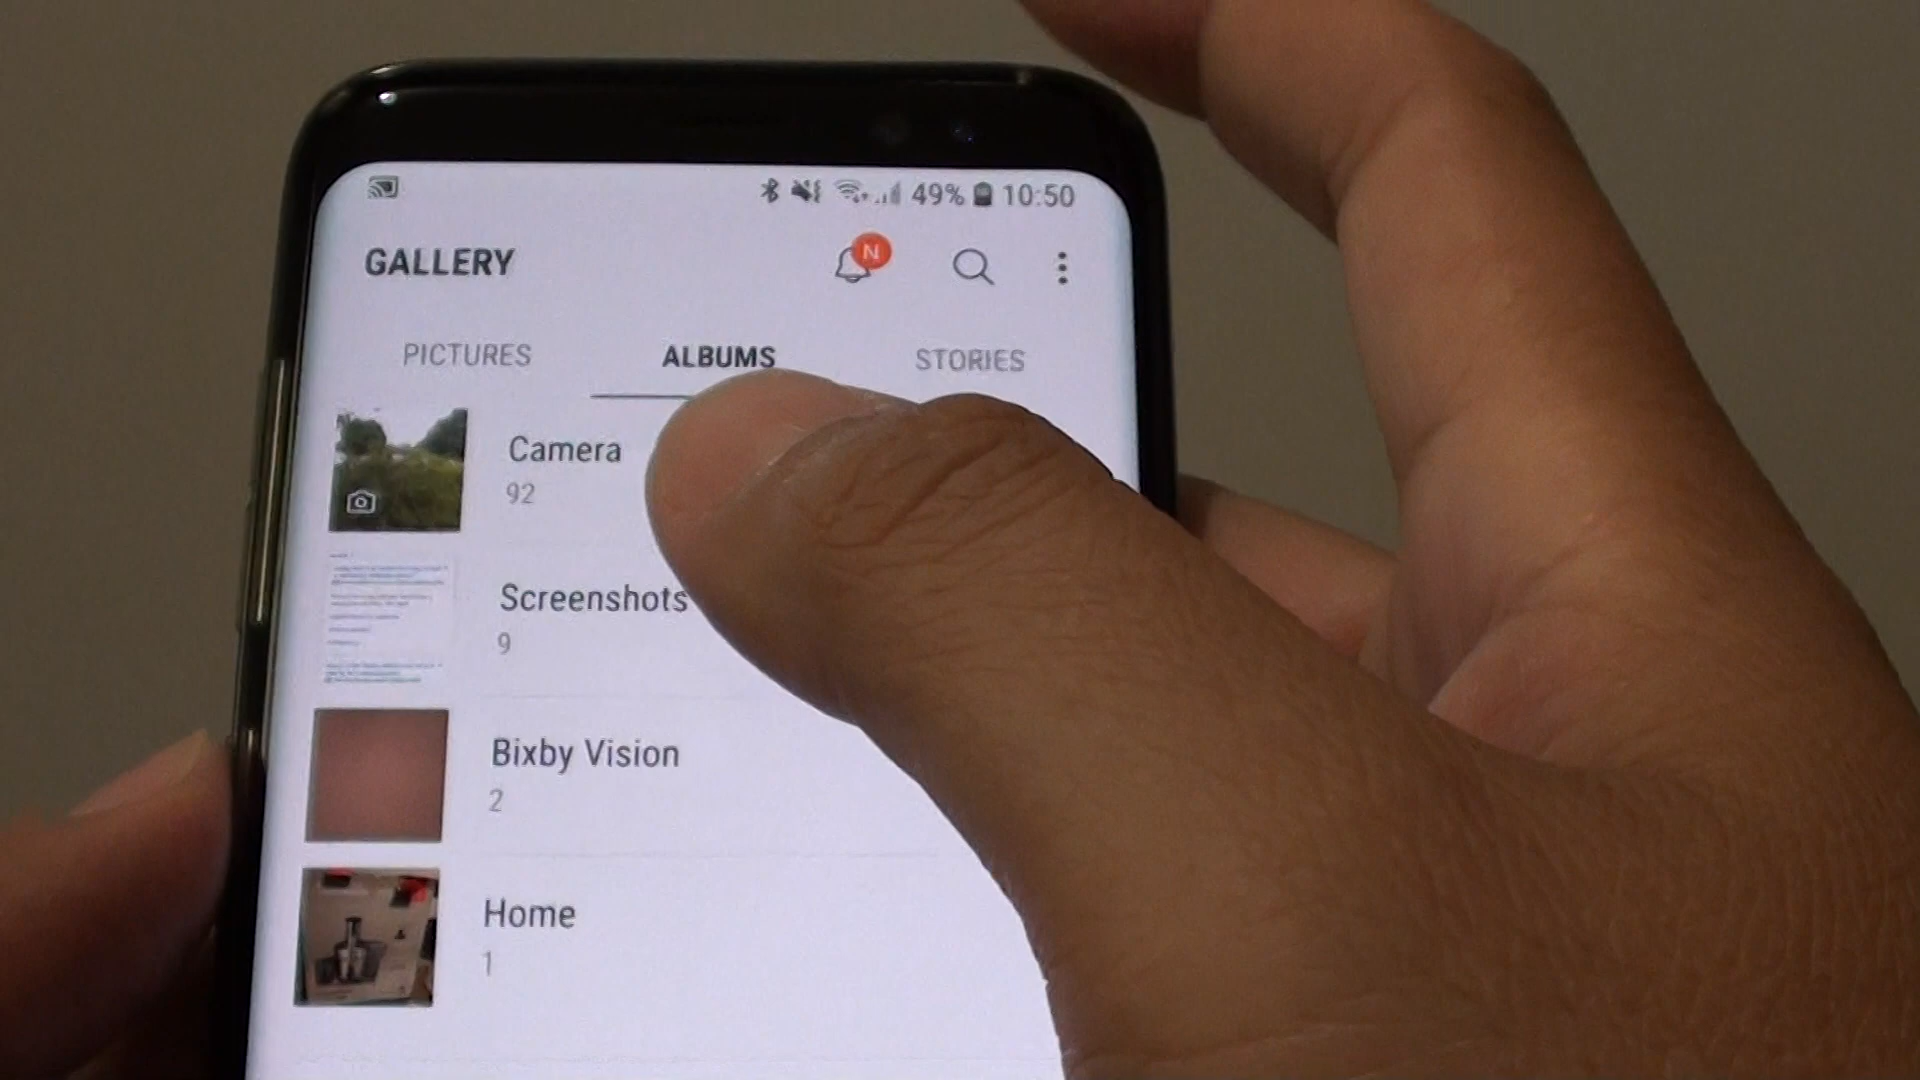 49% 10:50
GALLERY
N
PICTURES ALBUMS STORIES
Camera
92
Screenshots
9
Bixby Vision
2
Home
1